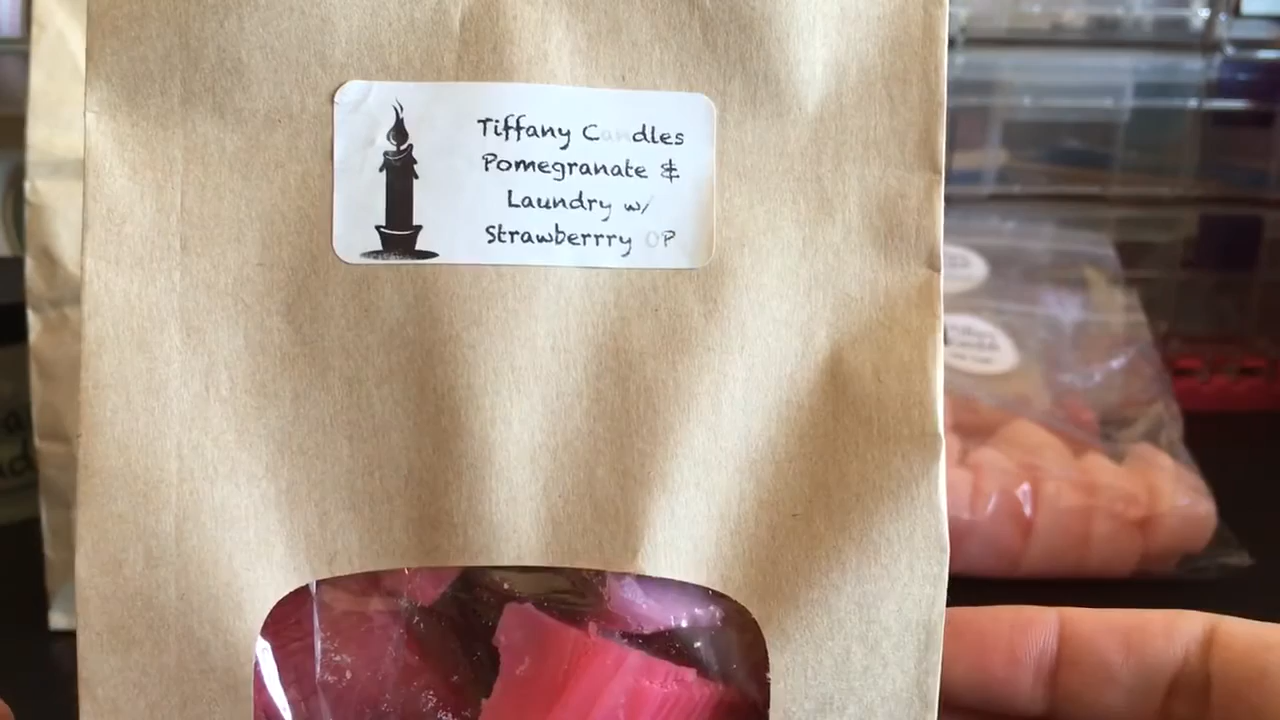 Tiffany Candles
Pomegranate &
Laundry w/
Strawberrry OP